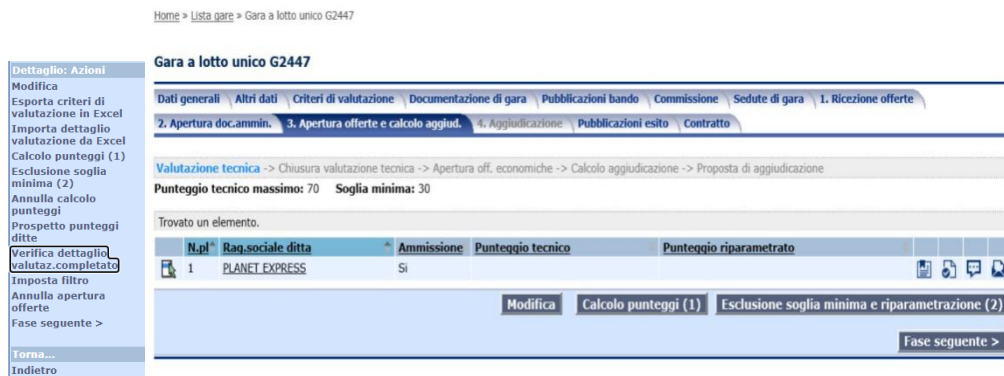 Home » Lista gare » Gara a lotto unico G2447
Gara a lotto unico G2447
Dettaglio: Azioni
Modifica
Esporta criteri di
valutazione in Excel
Importa dettaglio
valutazione da Excel
Calcolo punteggi (1)
Esclusione soglia
minima (2)
Annulla calcolo
punteggi
Prospetto punteggi
ditte
Verifica dettaglio
valutaz.completato
Imposta filtro
Annulla apertura
offerte
Fase seguente >
Torna...
Indietro
Dati generali Altri dati Criteri di valutazione Documentazione di gara Pubblicazioni bando Commissione Sedute di gara 1. Ricezione offerte
2. Apertura doc.ammin. 3. Apertura offerte e calcolo aggiud. 4. Aggiudicazione Pubblicazioni esito Contratto
Valutazione tecnica -> Chiusura valutazione tecnica -> Apertura off. economiche -> Calcolo aggiudicazione -> Proposta di aggiudicazione
Punteggio tecnico massimo: 70 Soglia minima: 30
Trovato un elemento.
N.pl Rag.sociale ditta Ammissione Punteggio tecnico Punteggio riparametrato
1 PLANET EXPRESS Si
Modifica Calcolo punteggi (1) Esclusione soglia minima e riparametrazione (2)
Fase seguente >